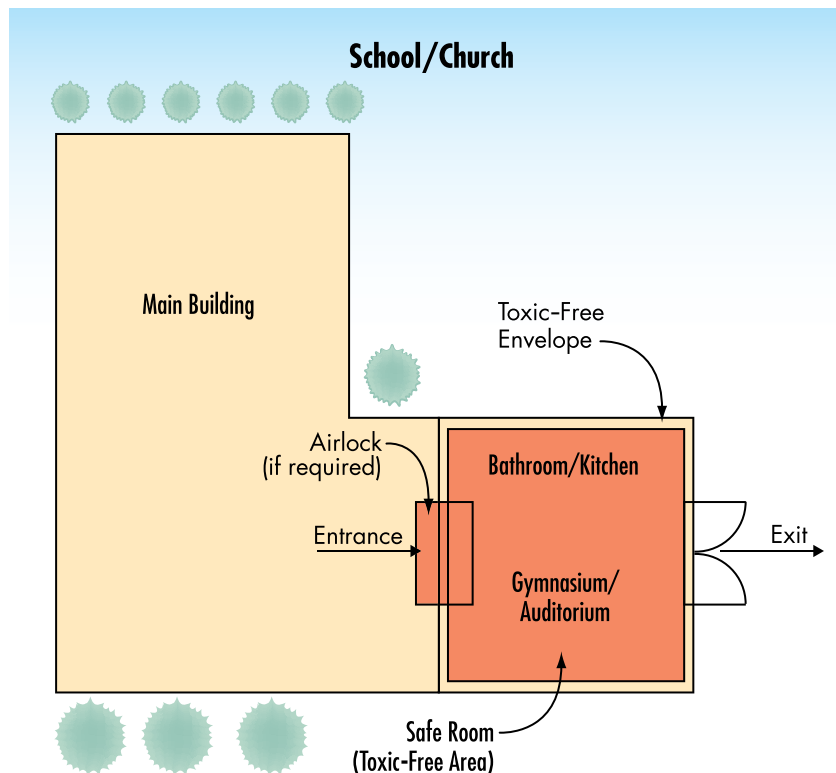 School/Church
Main Building
Toxic-Free
Envelope
Airlock
(if required)
Bathroom/Kitchen
Entrance
Exit
Gymnasium/
Auditorium
Safe Room
(Toxic-Free Area)